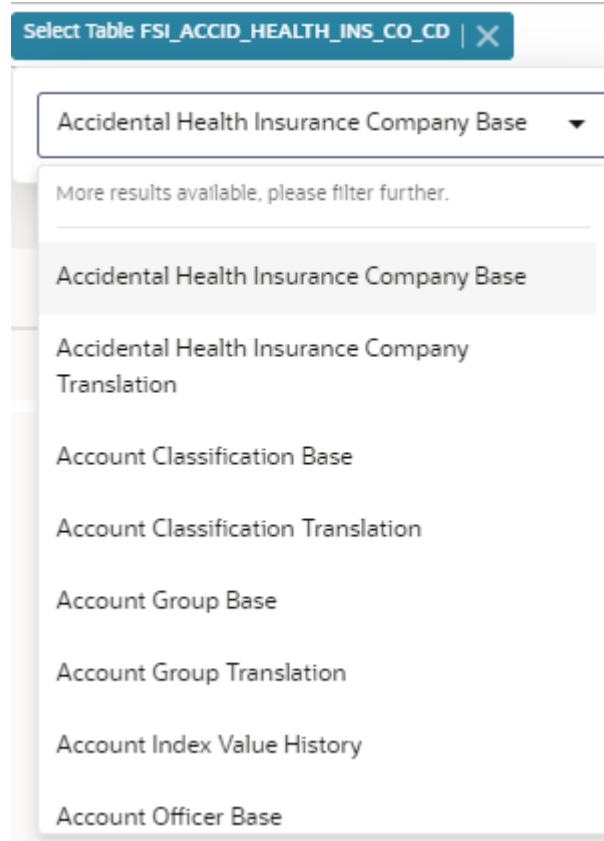 Select Table FSI_ACCID_HEALTH_INS_CO_CD |
Accidental Health Insurance Company Base
More results available, please filter further.
Accidental Health Insurance Company Base
Accidental Health Insurance Company
Translation
Account Classification Base
Account Classification Translation
Account Group Base
Account Group Translation
Account Index Value History
Account Officer Base